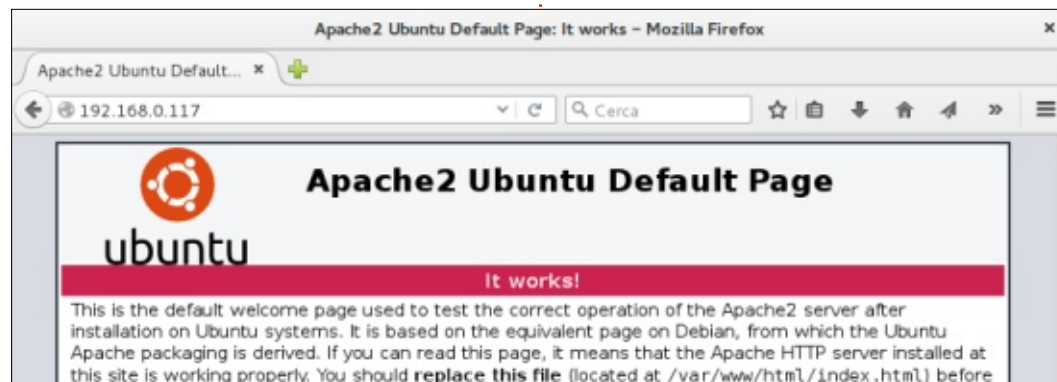 Apache2 Ubuntu Default Page: It works – Mozilla Firefox
Apache2 Ubuntu Default...
192.168.0.117
Cerca
Apache2 Ubuntu Default Page
ubuntu
It works!
This is the default welcome page used to test the correct operation of the Apache2 server after
installation on Ubuntu systems. It is based on the equivalent page on Debian, from which the Ubuntu
Apache packaging is derived. If you can read this page, it means that the Apache HTTP server installed at
this site is working properly. You should replace this file (located at /var/www/html/index.html) before